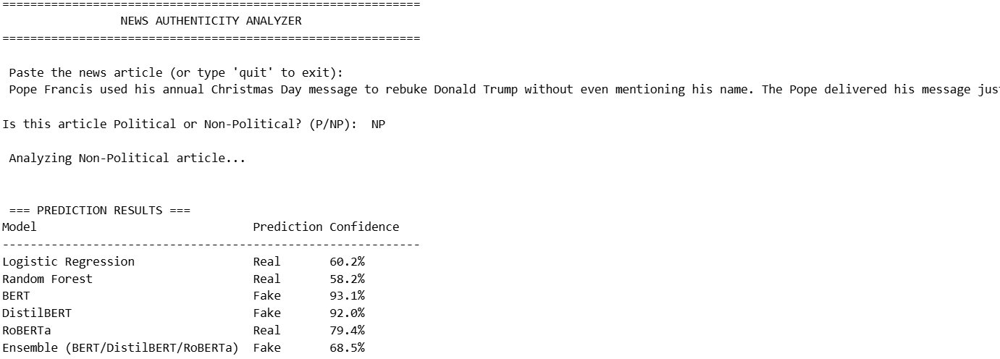 ============================================================
NEWS AUTHENTICITY ANALYZER
============================================================
Paste the news article (or type 'quit' to exit):
Pope Francis used his annual Christmas Day message to rebuke Donald Trump without even mentioning his name. The Pope delivered his message
Is this article Political or Non-Political? (P/NP): NP
Analyzing Non-Political article...
=== PREDICTION RESULTS ===
Model Prediction Confidence
------------------------------------------------------------
Logistic Regression Real 60.2%
Random Forest Real 58.2%
BERT Fake 93.1%
DistilBERT Fake 92.0%
RoBERTa Real 79.4%
Ensemble (BERT/DistilBERT/RoBERTa) Fake 68.5%